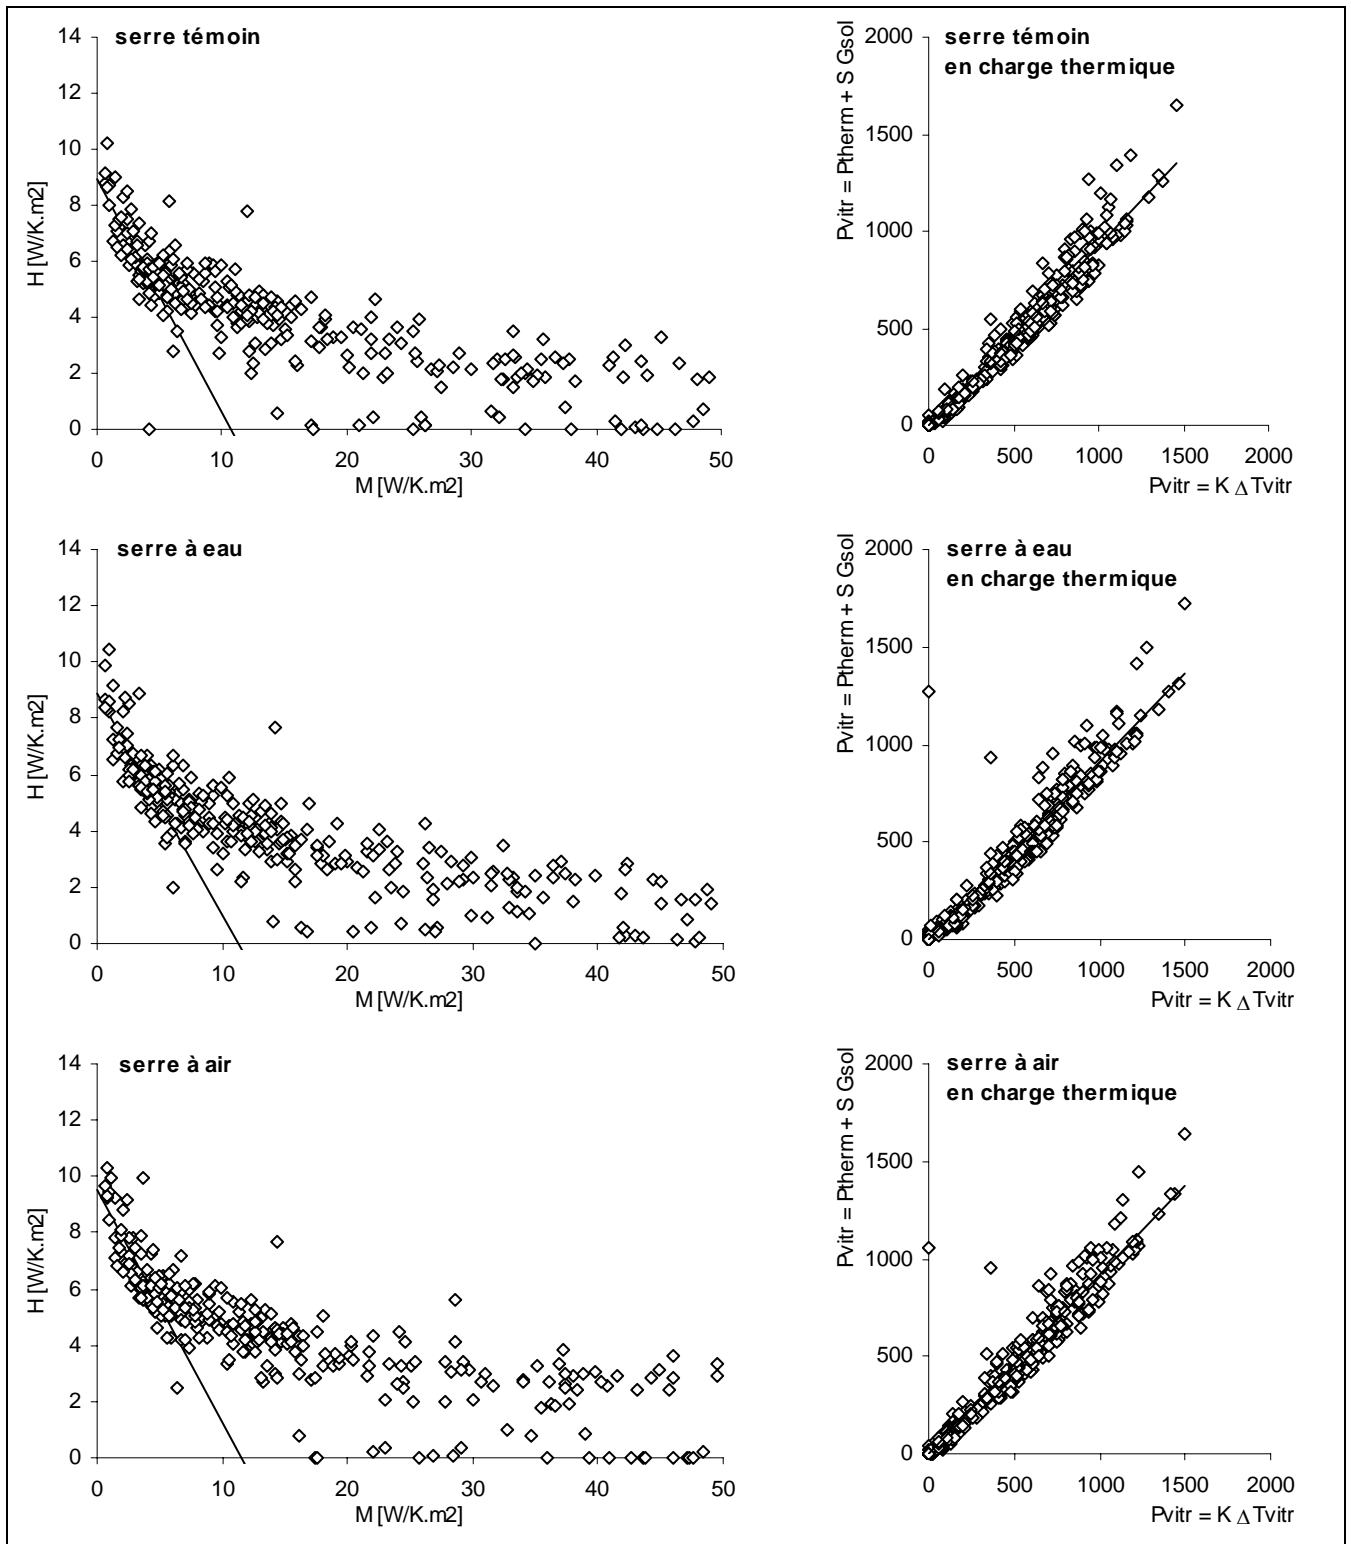 serre témoin
14
12
10
8
6
4
2
0
H [W/K.m2]
0 10 20 30 40 50
M [W/K.m2]
serre témoin
en charge thermique
2000
1500
1000
500
0
Pvitr = Ptherm + S Gsol
0 500 1000 1500 2000
Pvitr = K Δ Tvitr
serre à eau
14
12
10
8
6
4
2
0
H [W/K.m2]
0 10 20 30 40 50
M [W/K.m2]
serre à eau
en charge thermique
2000
1500
1000
500
0
Pvitr = Ptherm + S Gsol
0 500 1000 1500 2000
Pvitr = K Δ Tvitr
serre à air
14
12
10
8
6
4
2
0
H [W/K.m2]
0 10 20 30 40 50
M [W/K.m2]
serre à air
en charge thermique
2000
1500
1000
500
0
Pvitr = Ptherm + S Gsol
0 500 1000 1500 2000
Pvitr = K Δ Tvitr